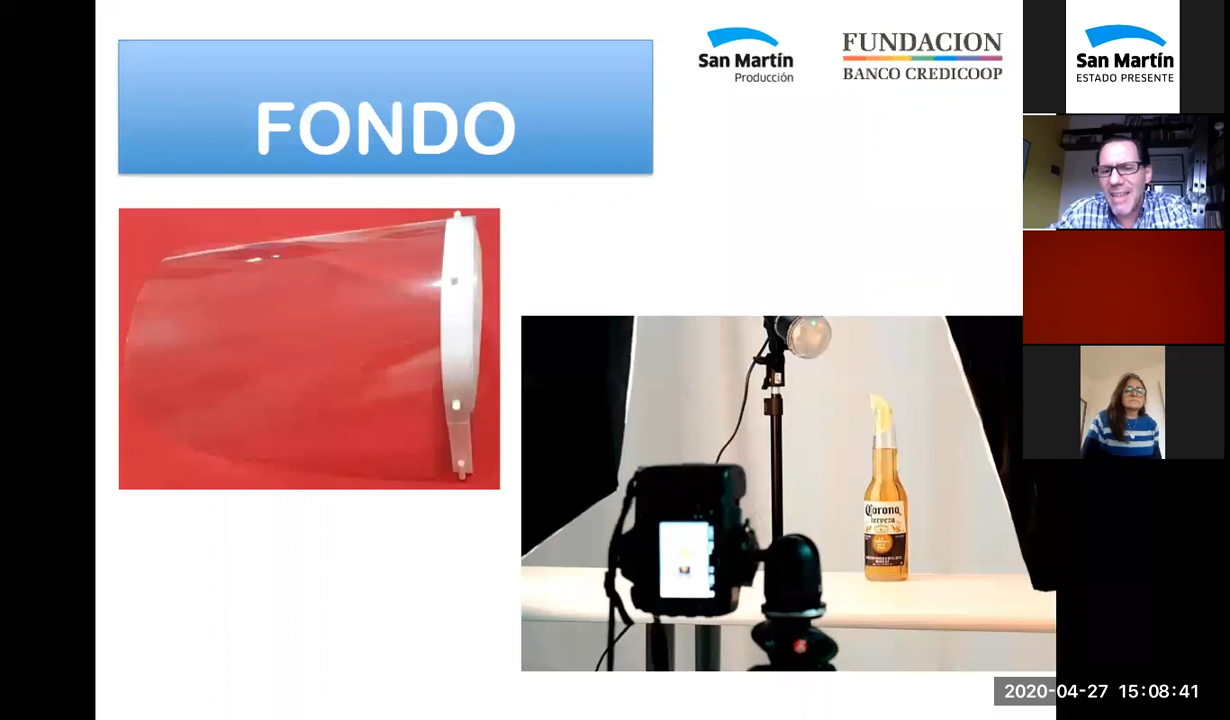 FONDO
San Martín
Producción
FUNDACION
BANCO CREDICOOP
San Martín
ESTADO PRESENTE
Corona
cerveza
2020-04-27 15:08:41